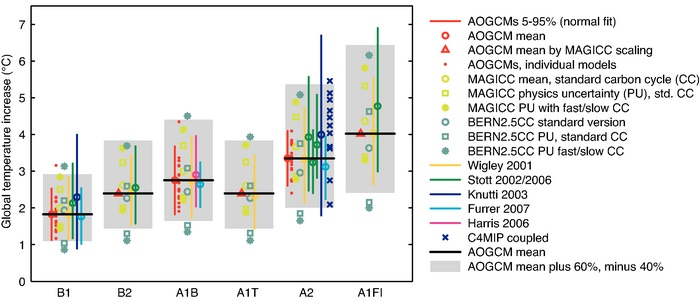 Global temperature increase (°C)
7
6
5
4
3
2
1
0
B1 B2 A1B A1T A2 A1FI
AOGCMs 5-95% (normal fit)
AOGCM mean
AOGCM mean by MAGICC scaling
AOGCMs, individual models
MAGICC mean, standard carbon cycle (CC)
MAGICC physics uncertainty (PU), std. CC
MAGICC PU with fast/slow CC
BERN2.5CC standard version
BERN2.5CC PU, standard CC
BERN2.5CC PU fast/slow CC
Wigley 2001
Stott 2002/2006
Knutti 2003
Furrer 2007
Harris 2006
C4MIP coupled
AOGCM mean
AOGCM mean plus 60%, minus 40%